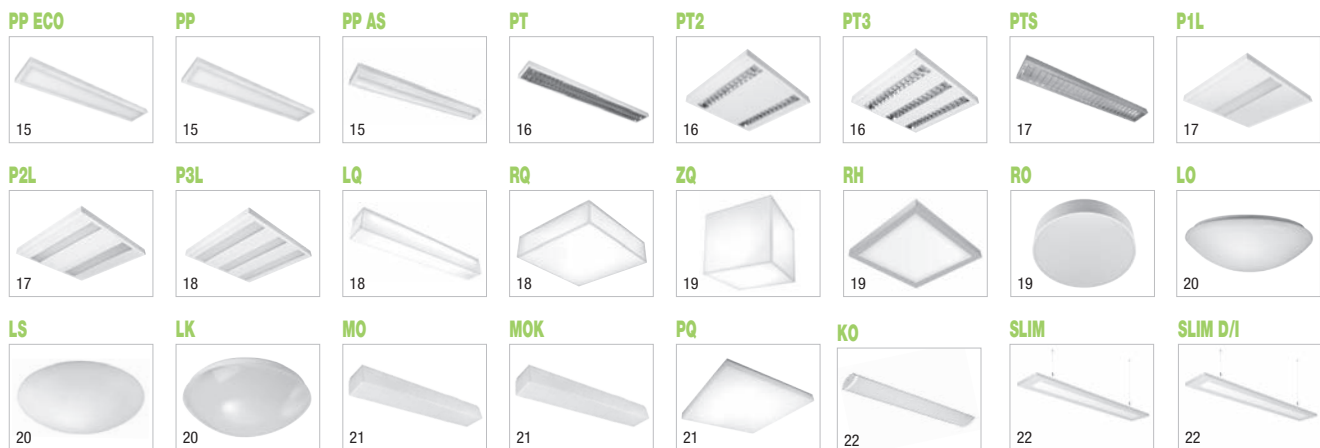 PP ECO PP PP AS PT PT2 PT3 PTS P1L
15 15 15 16 16 16 17 17
P2L P3L LQ RQ ZQ RH RO LO
17 18 18 18 19 19 19 20
LS LK MO MOK PQ KO SLIM SLIM D/I
20 20 21 21 21 22 22 22